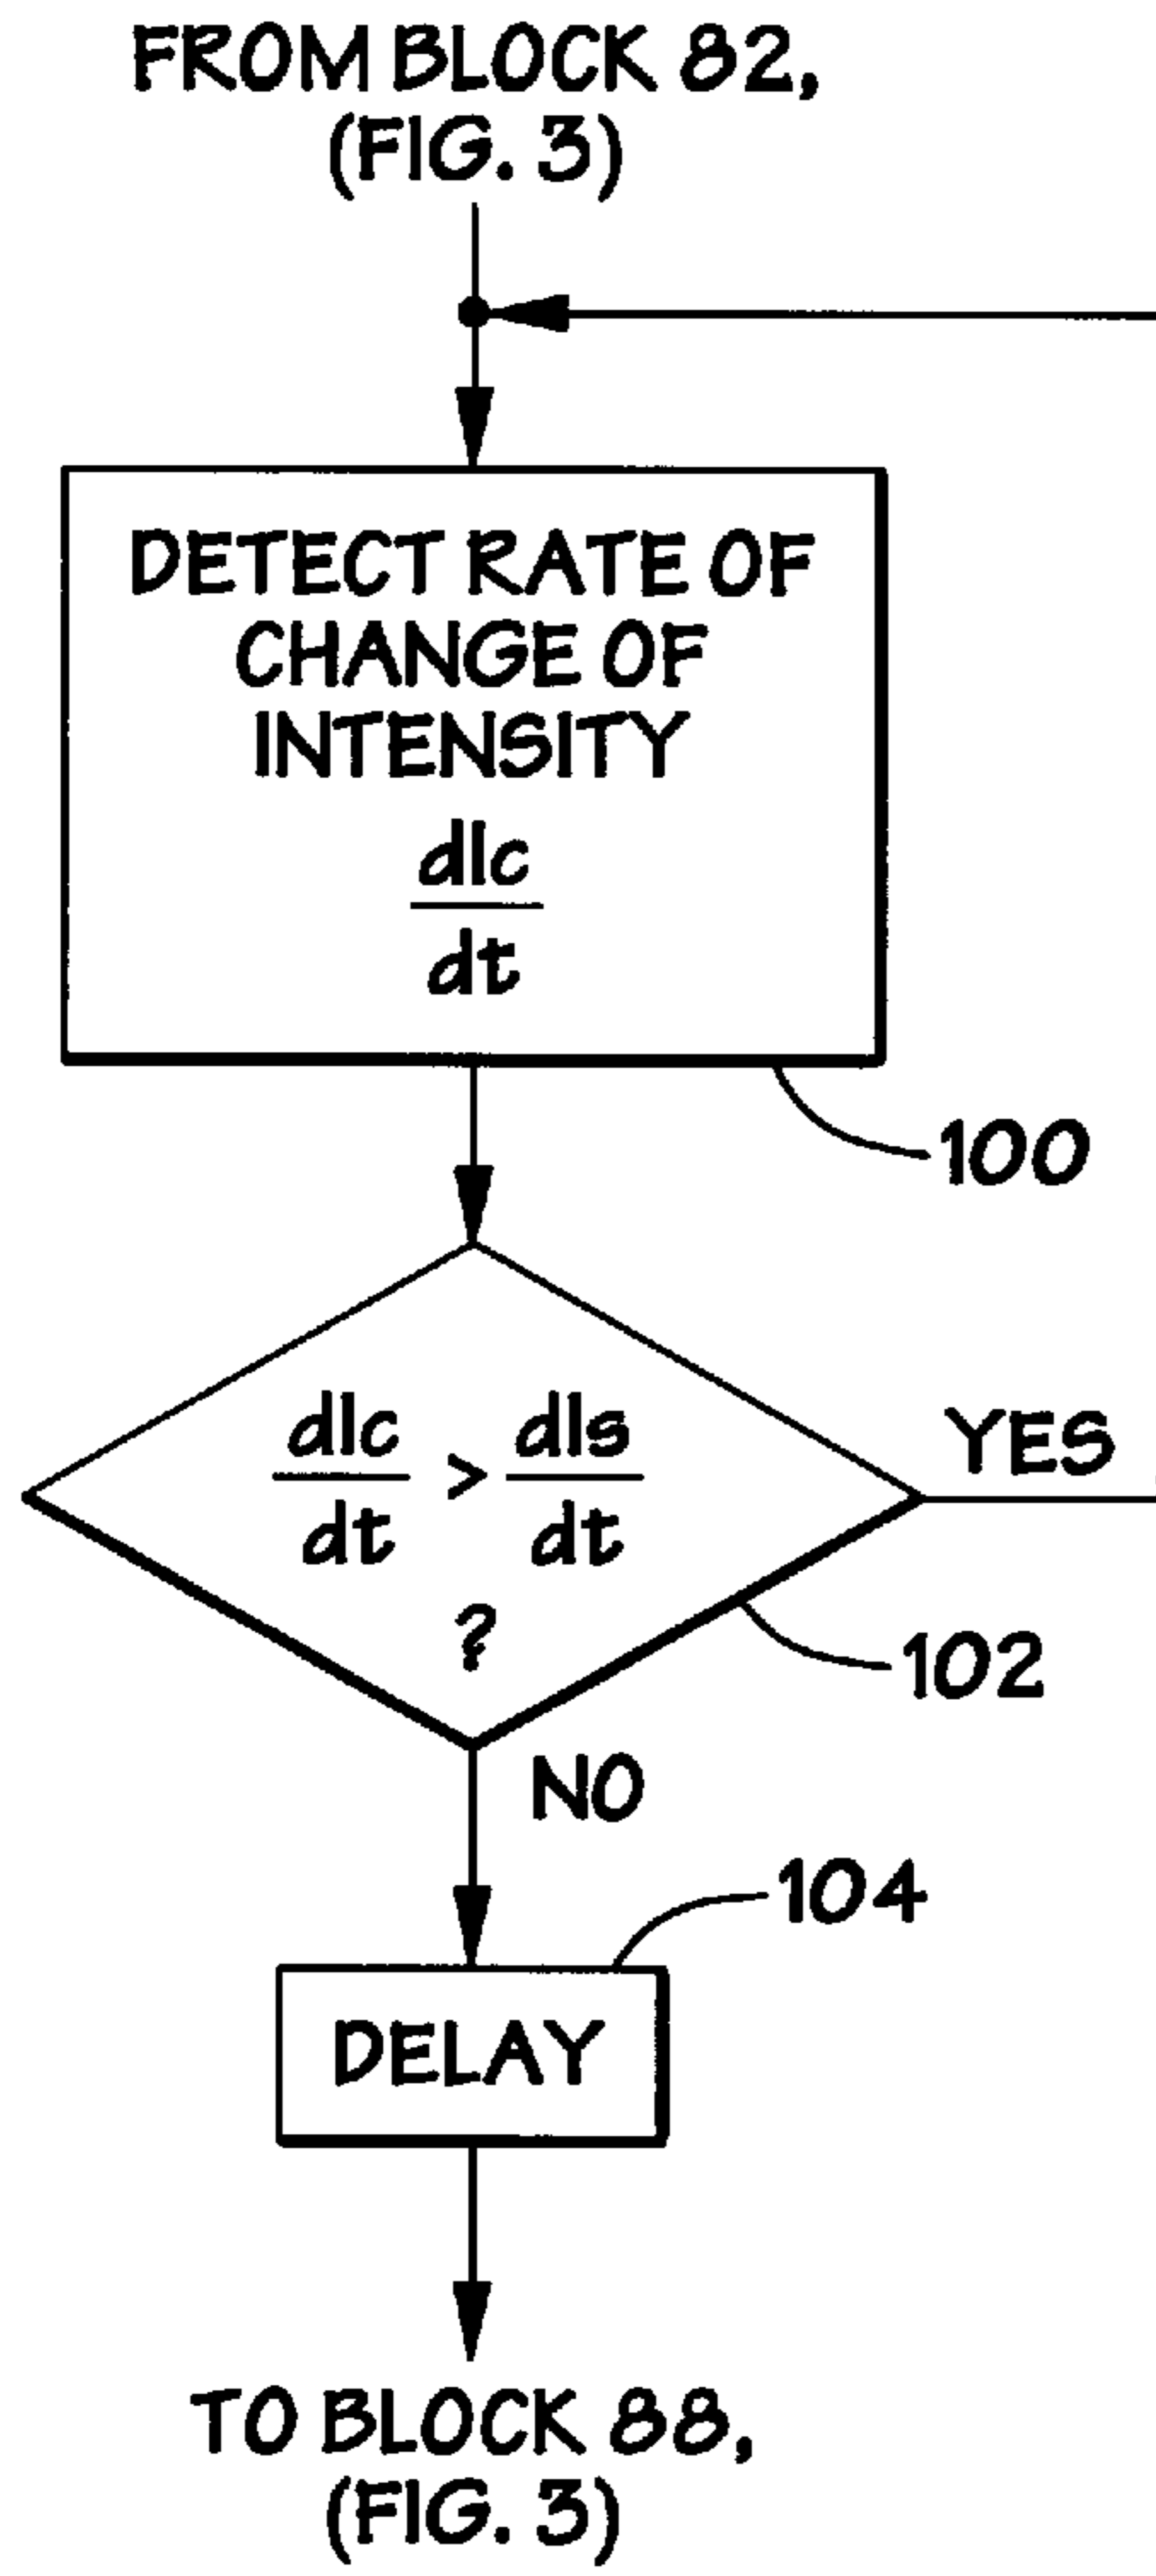 FROM BLOCK 82,
(FIG. 3)
DETECT RATE OF
CHANGE OF
INTENSITY
dIc
dt
100
dIc > dIs
dt dt
?
YES
102
NO
104
DELAY
TO BLOCK 88,
(FIG. 3)